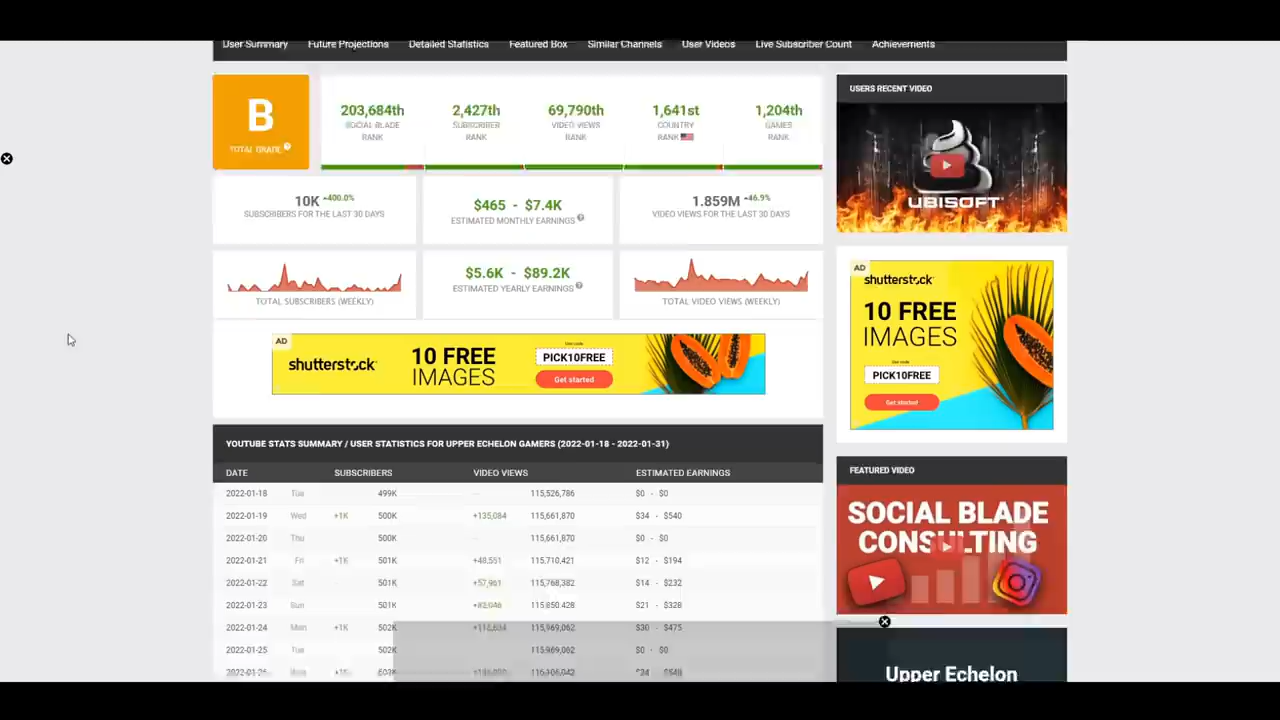 User Summary Future Projections Detailed Statistics Featured Box Similar Channels User Videos Live Subscriber Count Achievements
B
TOTAL GRADE
203,684th
SOCIAL BLADE
RANK
2,427th
SUBSCRIBER
RANK
69,790th
VIDEO VIEWS
RANK
1,641st
COUNTRY
RANK
1,204th
GAMES
RANK
10K +400.0%
SUBSCRIBERS FOR THE LAST 30 DAYS
$465 - $7.4K
ESTIMATED MONTHLY EARNINGS
1.859M +46.9%
VIDEO VIEWS FOR THE LAST 30 DAYS
TOTAL SUBSCRIBERS (WEEKLY)
$5.6K - $89.2K
ESTIMATED YEARLY EARNINGS
TOTAL VIDEO VIEWS (WEEKLY)
AD
shutterstock
10 FREE
IMAGES
Use code
PICK10FREE
Get started
YOUTUBE STATS SUMMARY / USER STATISTICS FOR UPPER ECHELON GAMERS (2022-01-18 - 2022-01-31)
DATE SUBSCRIBERS VIDEO VIEWS ESTIMATED EARNINGS
2022-01-18 Tue 499K -- 115,526,786 $0 - $0
2022-01-19 Wed +1K 500K +135,084 115,661,870 $34 - $540
2022-01-20 Thu 500K -- 115,661,870 $0 - $0
2022-01-21 Fri +1K 501K +48,551 115,710,421 $12 - $194
2022-01-22 Sat -- 501K +57,961 115,768,382 $14 - $232
2022-01-23 Sun 501K +82,046 115,850,428 $21 - $328
2022-01-24 Mon +1K 502K 115,969,062 $30 - $475
2022-01-25 Tue 502K 115,969,062 $0 - $0
USERS RECENT VIDEO
UBISOFT
AD
shutterstock
10 FREE
IMAGES
Use code
PICK10FREE
Get started
FEATURED VIDEO
SOCIAL BLADE
CONSULTING
Upper Echelon